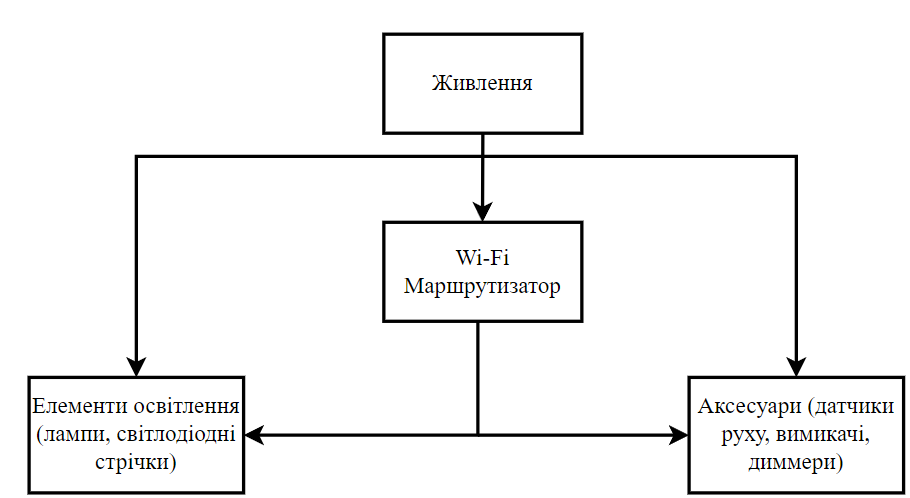 Живлення
Wi-Fi
Маршрутизатор
Елементи освітлення
(лампи, світлодіодні
стрічки)
Аксесуари (датчики
руху, вимикачі,
диммери)